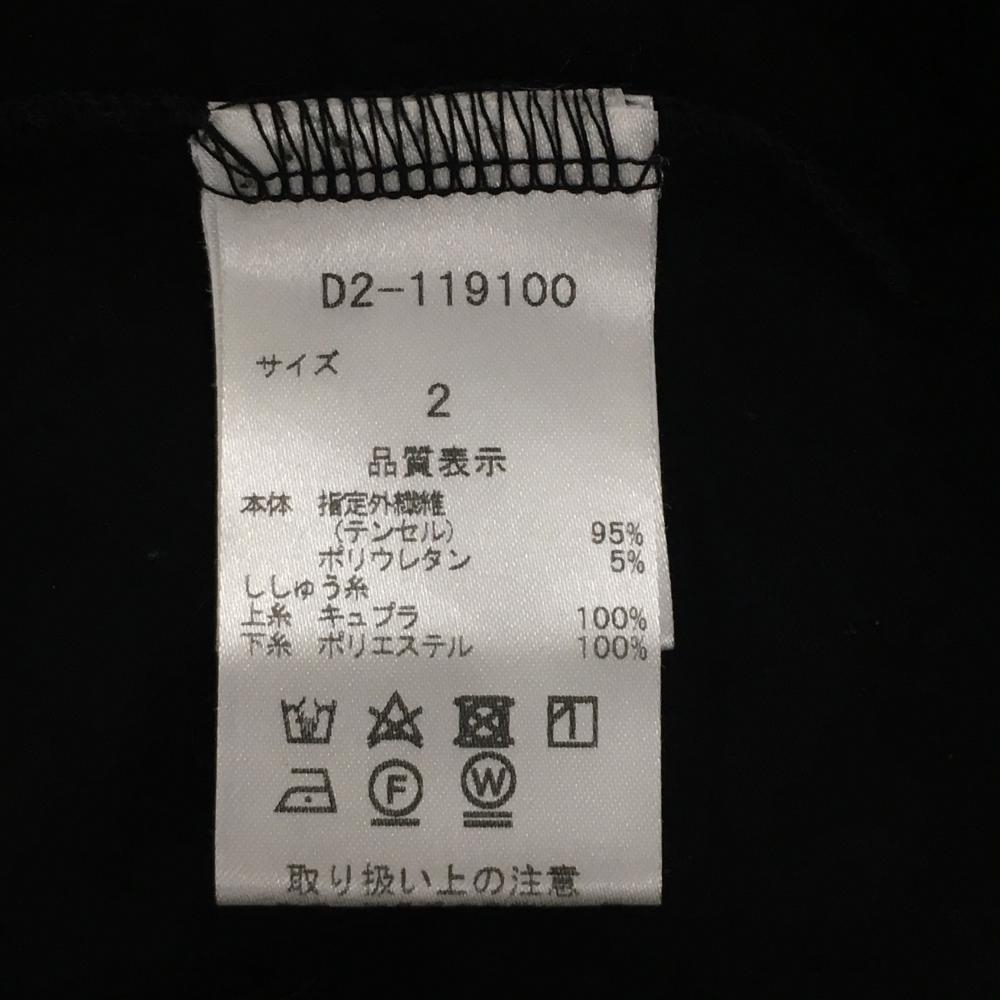 D2-119100
サイズ
2
品質表示
本体 指定外繊維
(テンセル) 95%
ポリウレタン 5%
ししゅう糸
上糸 キュプラ 100%
下糸 ポリエステル 100%
F W
取り扱い上の注意